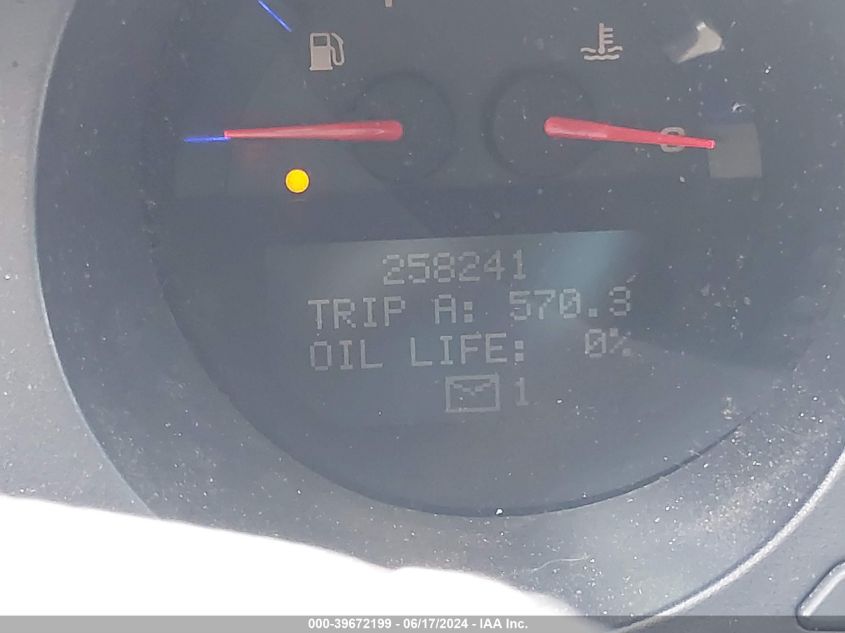 C
258241
TRIP A: 570.3
OIL LIFE: 0%
1
000-39672199 - 06/17/2024 - IAA Inc.